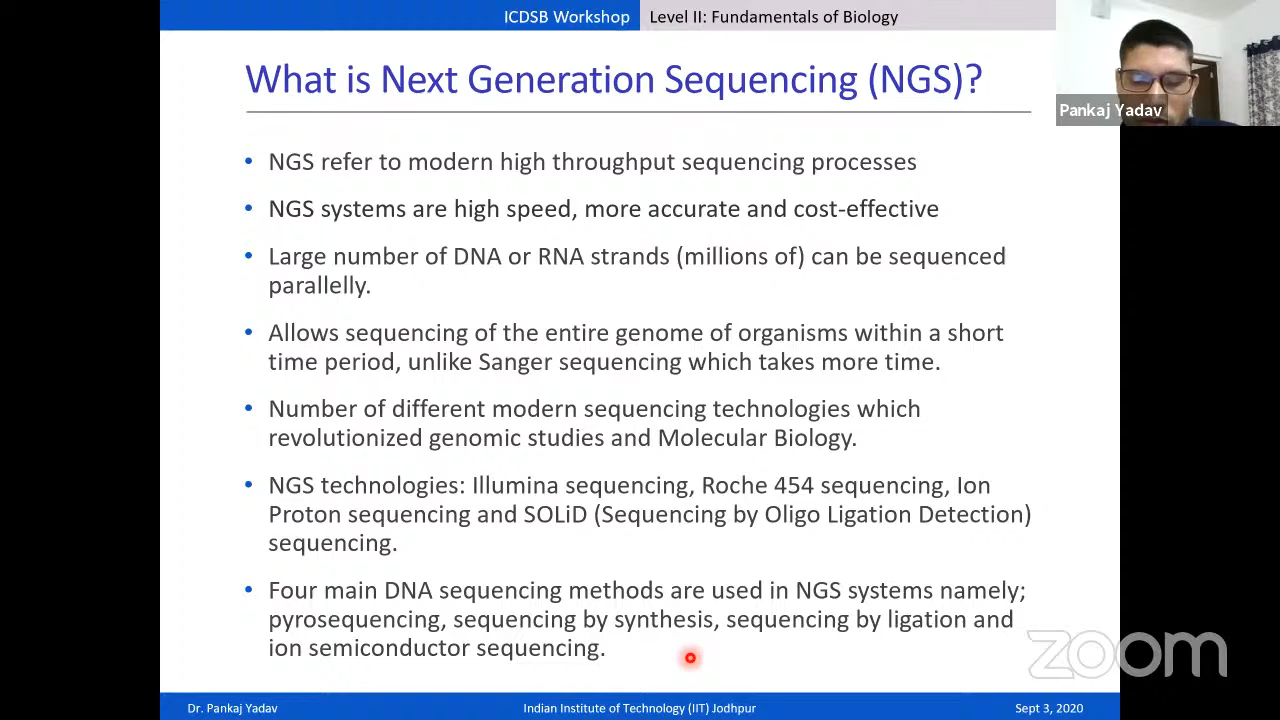 ICDSB Workshop Level II: Fundamentals of Biology
What is Next Generation Sequencing (NGS)?
Pankaj Yadav
• NGS refer to modern high throughput sequencing processes
• NGS systems are high speed, more accurate and cost-effective
• Large number of DNA or RNA strands (millions of) can be sequenced
parallelly.
• Allows sequencing of the entire genome of organisms within a short
time period, unlike Sanger sequencing which takes more time.
• Number of different modern sequencing technologies which
revolutionized genomic studies and Molecular Biology.
• NGS technologies: Illumina sequencing, Roche 454 sequencing, Ion
Proton sequencing and SOLiD (Sequencing by Oligo Ligation Detection)
sequencing.
• Four main DNA sequencing methods are used in NGS systems namely;
pyrosequencing, sequencing by synthesis, sequencing by ligation and
ion semiconductor sequencing.
zoom
Dr. Pankaj Yadav Indian Institute of Technology (IIT) Jodhpur Sept 3, 2020